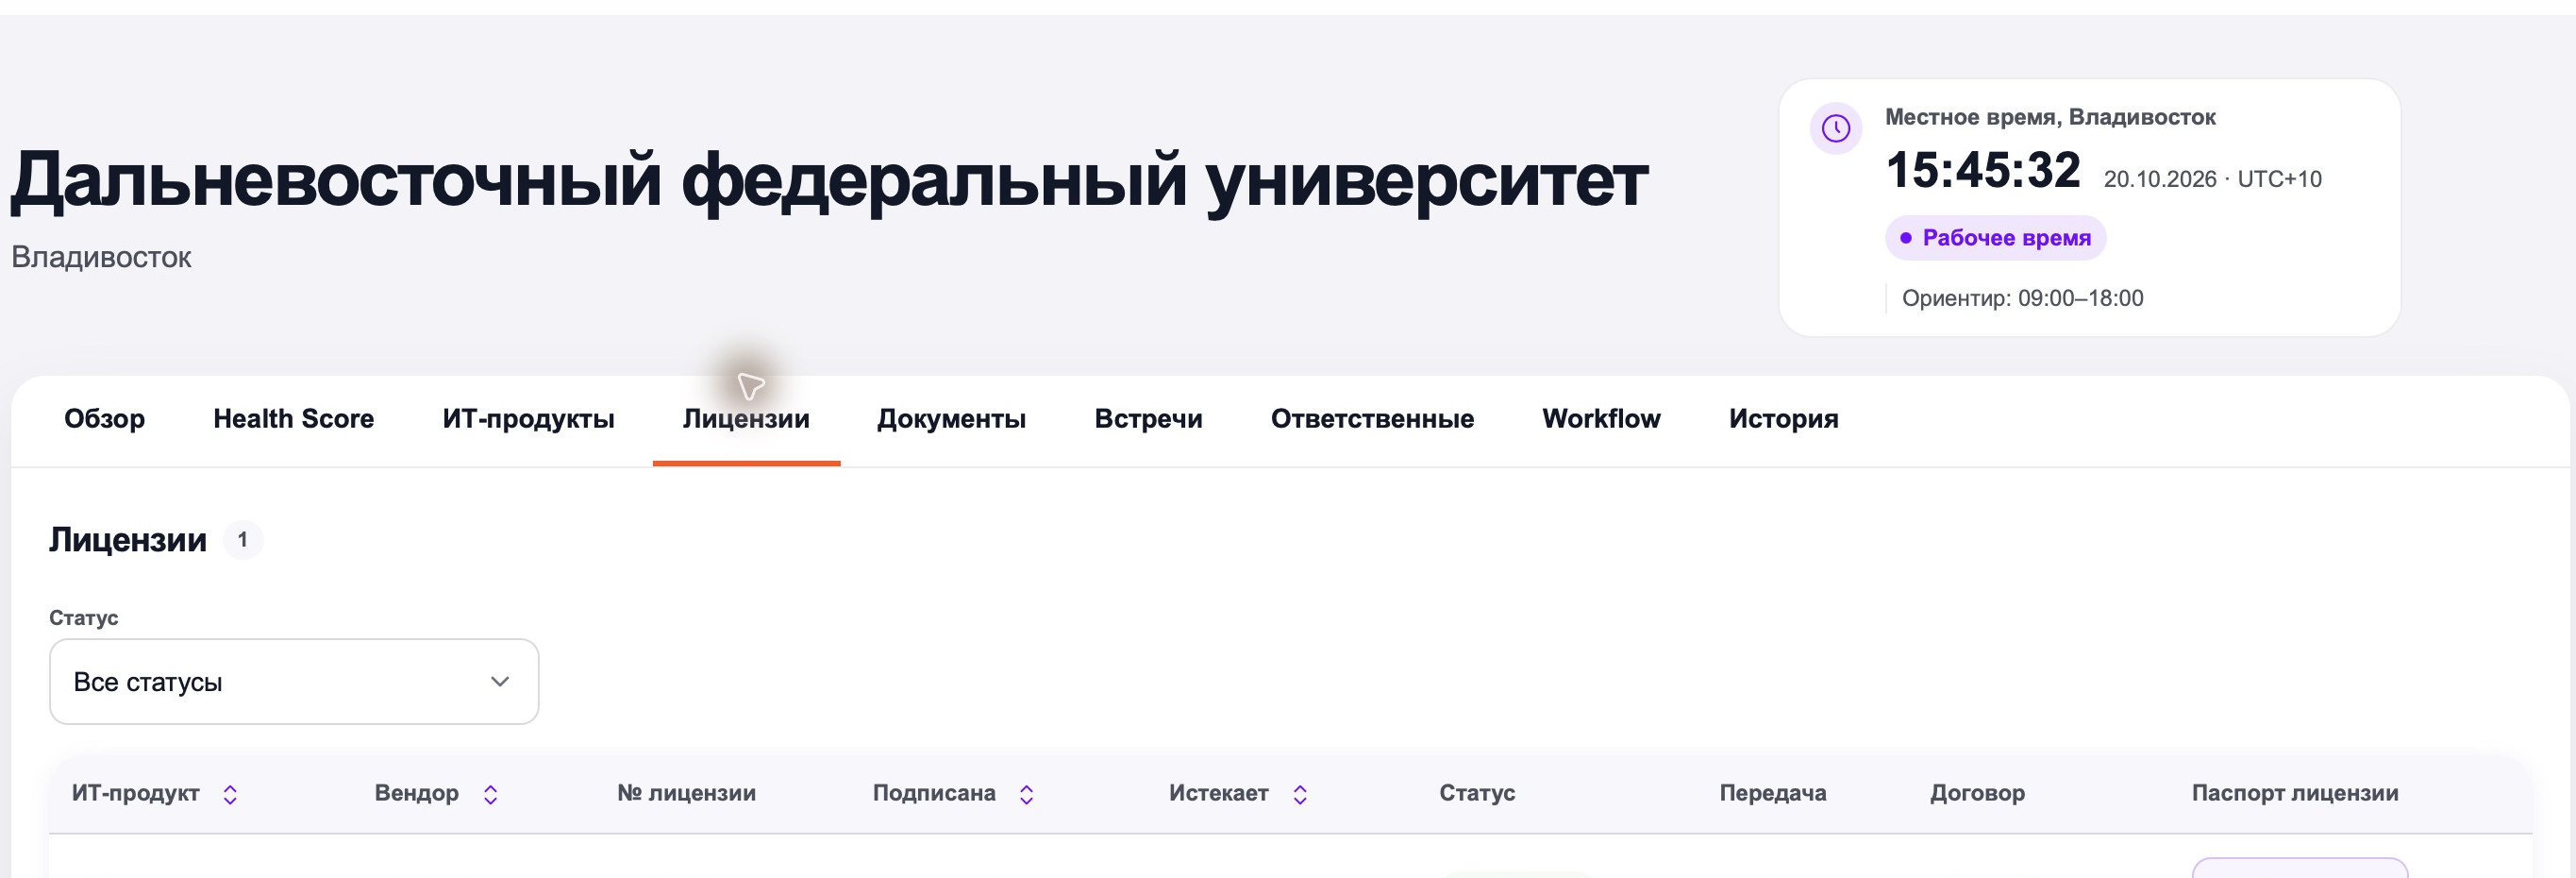 Дальневосточный федеральный университет
Владивосток
Местное время, Владивосток
15:45:32 20.10.2026 · UTC+10
Рабочее время
Ориентир: 09:00–18:00
Обзор Health Score ИТ-продукты Лицензии Документы Встречи Ответственные Workflow История
Лицензии 1
Статус
Все статусы
ИТ-продукт Вендор № лицензии Подписана Истекает Статус Передача Договор Паспорт лицензии